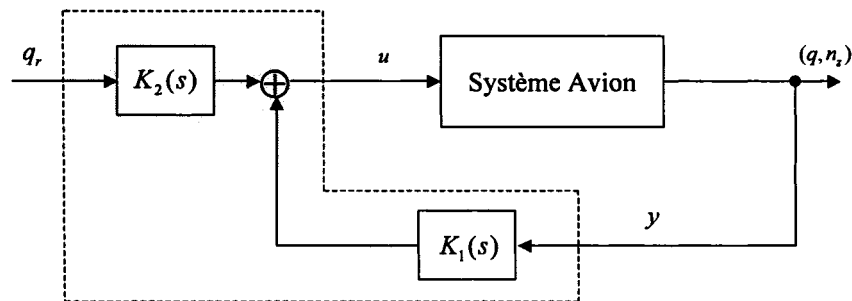 q_r
K_2(s)
u
Système Avion
(q, n_z)
K_1(s)
y